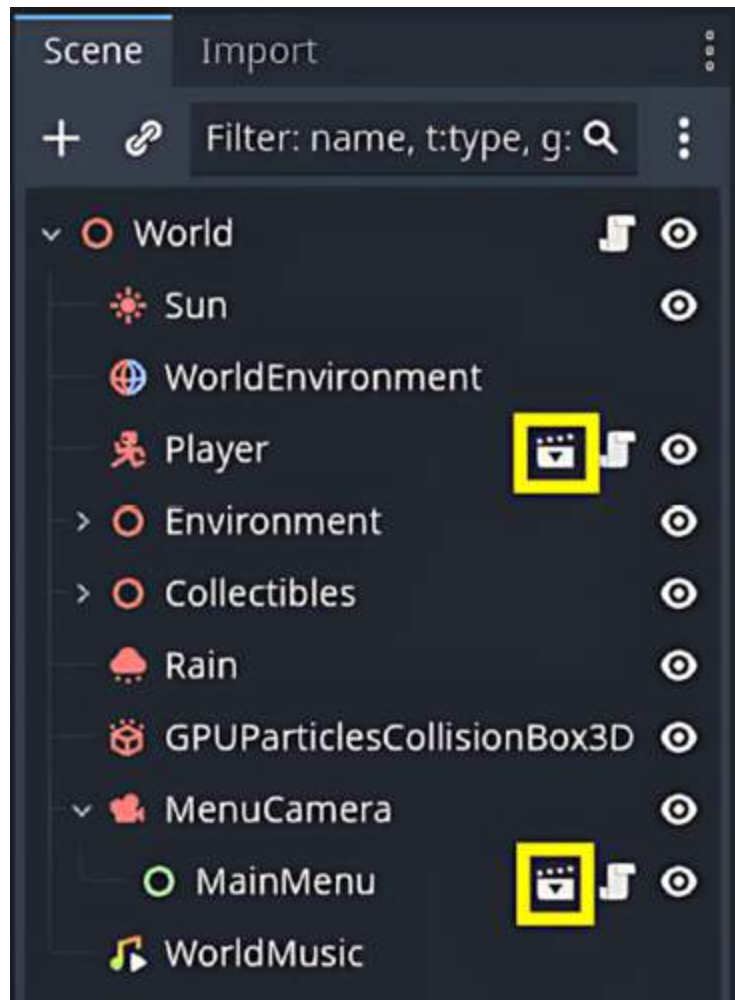 Scene Import
Filter: name, t:type, g:
World
Sun
WorldEnvironment
Player
Environment
Collectibles
Rain
GPUParticlesCollisionBox3D
MenuCamera
MainMenu
WorldMusic